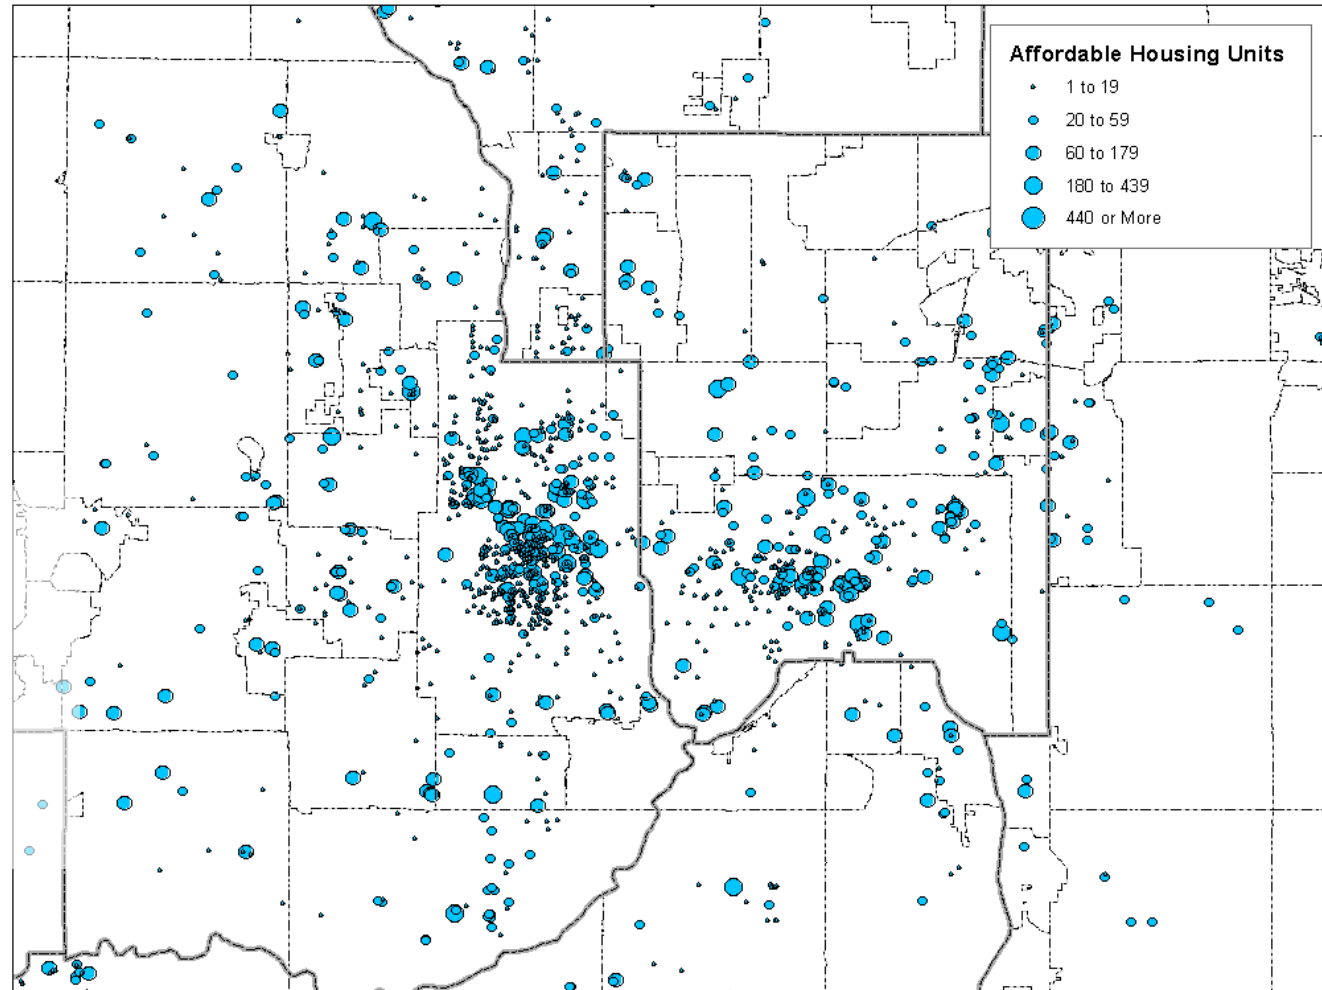 Affordable Housing Units
1 to 19
20 to 59
60 to 179
180 to 439
440 or More